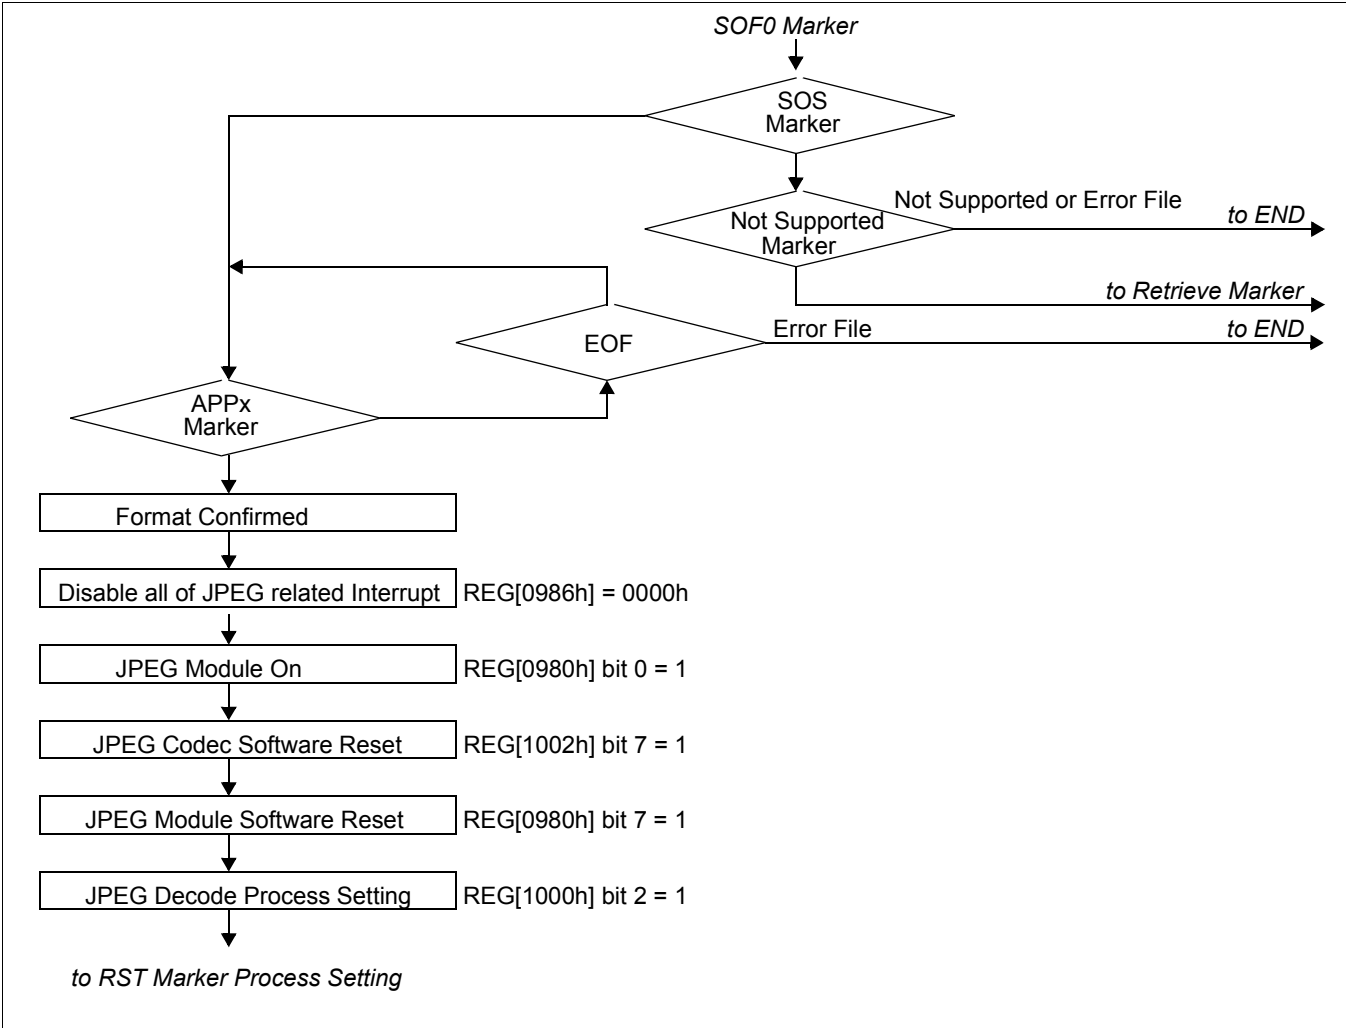 SOF0 Marker
SOS
Marker
Not Supported
Marker
Not Supported or Error File
to END
to Retrieve Marker
EOF
Error File
to END
APPx
Marker
Format Confirmed
Disable all of JPEG related Interrupt
REG[0986h] = 0000h
JPEG Module On
REG[0980h] bit 0 = 1
JPEG Codec Software Reset
REG[1002h] bit 7 = 1
JPEG Module Software Reset
REG[0980h] bit 7 = 1
JPEG Decode Process Setting
REG[1000h] bit 2 = 1
to RST Marker Process Setting